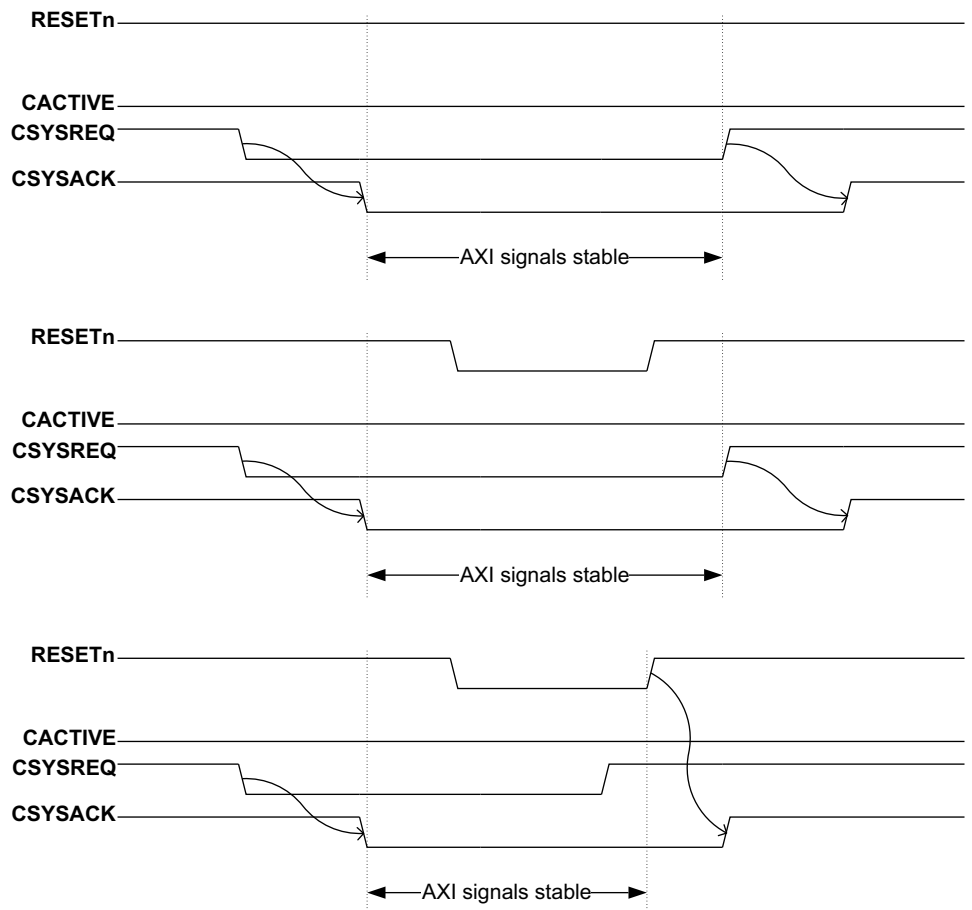 RESETn
CACTIVE
CSYSREQ
CSYSACK
AXI signals stable
RESETn
CACTIVE
CSYSREQ
CSYSACK
AXI signals stable
RESETn
CACTIVE
CSYSREQ
CSYSACK
AXI signals stable